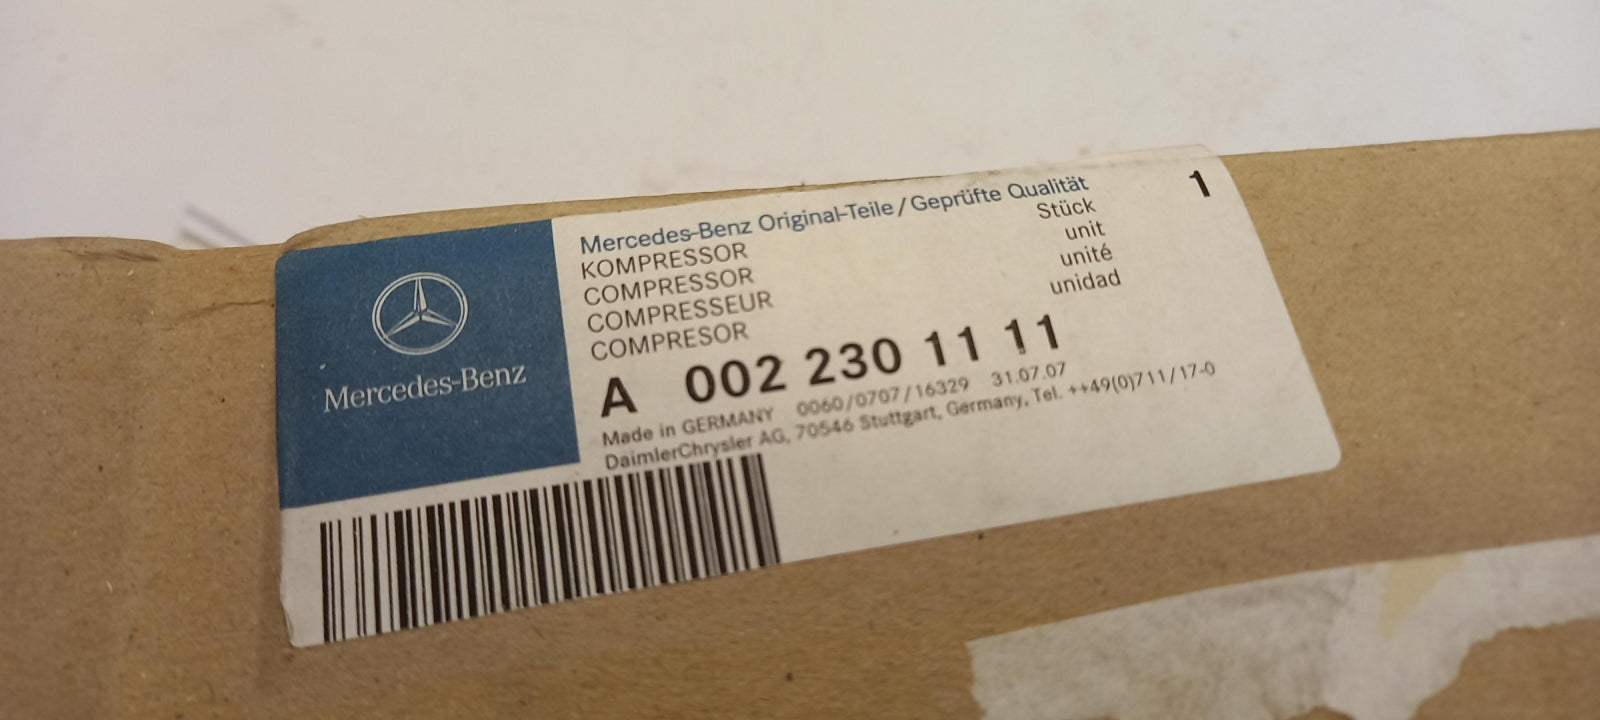 Mercedes-Benz
Mercedes-Benz Original-Teile / Geprüfte Qualität
KOMPRESSOR Stück 1
COMPRESSOR unit
COMPRESSEUR unité
COMPRESOR unidad
A 002 230 11 11
Made in GERMANY 0060/0707/16329 31.07.07
DaimlerChrysler AG, 70546 Stuttgart, Germany, Tel. ++49(0)711/17-0